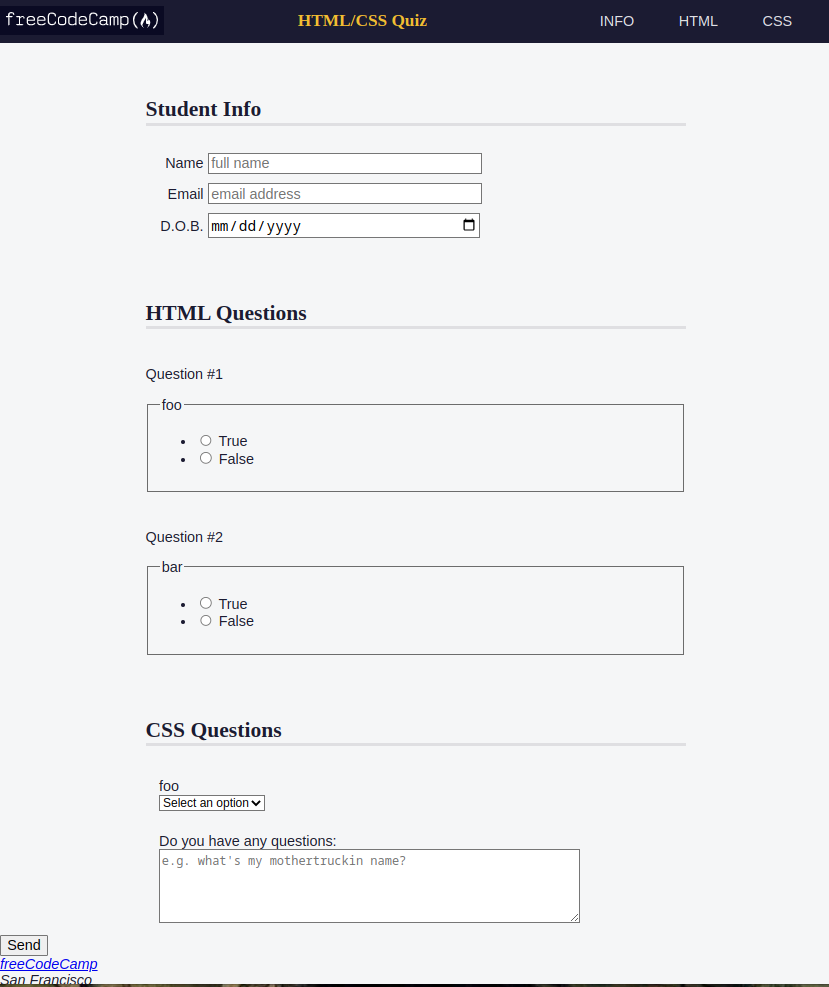 freeCodeCamp(🔥) HTML/CSS Quiz INFO HTML CSS
Student Info
Name full name
Email email address
D.O.B. mm/dd/yyyy
HTML Questions
Question #1
foo
True
False
Question #2
bar
True
False
CSS Questions
foo
Select an option
Do you have any questions:
e.g. what's my mothertruckin name?
Send
freeCodeCamp
San Francisco